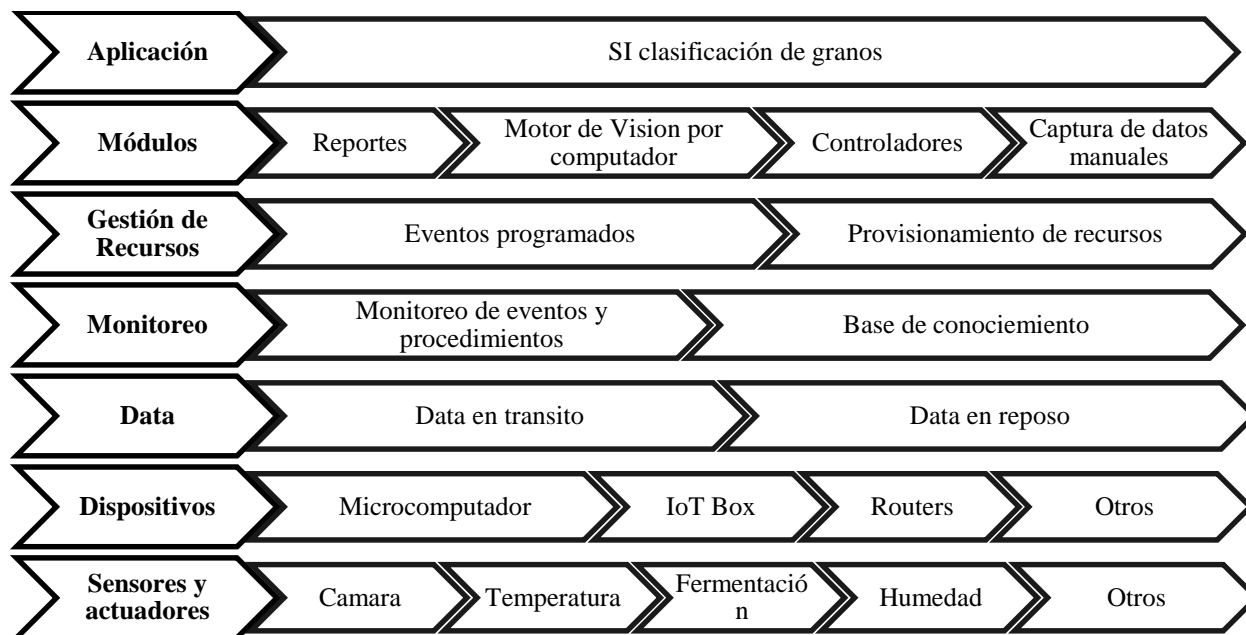 Aplicación
SI clasificación de granos
Módulos
Reportes
Motor de Vision por
computador
Controladores
Captura de datos
manuales
Gestión de
Recursos
Eventos programados
Provisionamiento de recursos
Monitoreo
Monitoreo de eventos y
procedimientos
Base de conociemiento
Data
Data en transito
Data en reposo
Dispositivos
Microcomputador
IoT Box
Routers
Otros
Sensores y
actuadores
Camara
Temperatura
Fermentació
n
Humedad
Otros